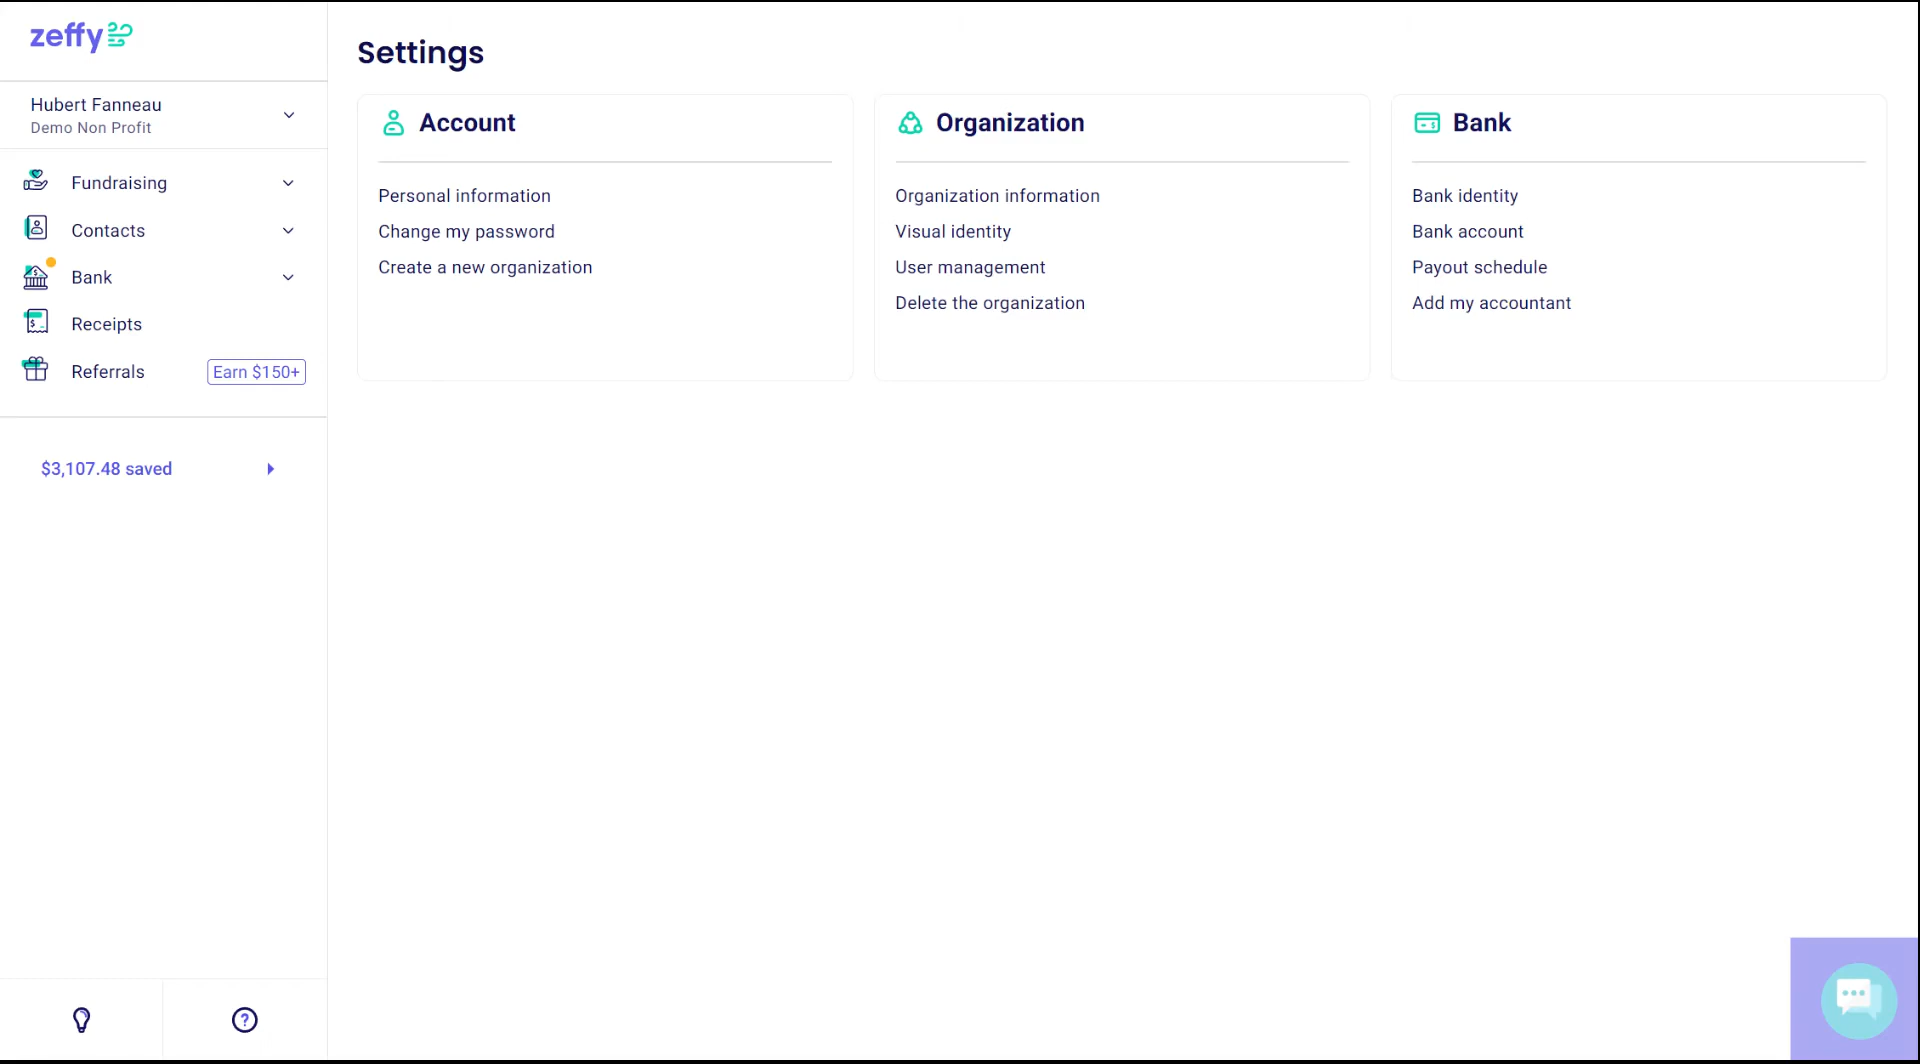 zeffy
Hubert Fanneau
Demo Non Profit
Fundraising
Contacts
Bank
Receipts
Referrals
Earn $150+
$3,107.48 saved
Settings
Account
Personal information
Change my password
Create a new organization
Organization
Organization information
Visual identity
User management
Delete the organization
Bank
Bank identity
Bank account
Payout schedule
Add my accountant